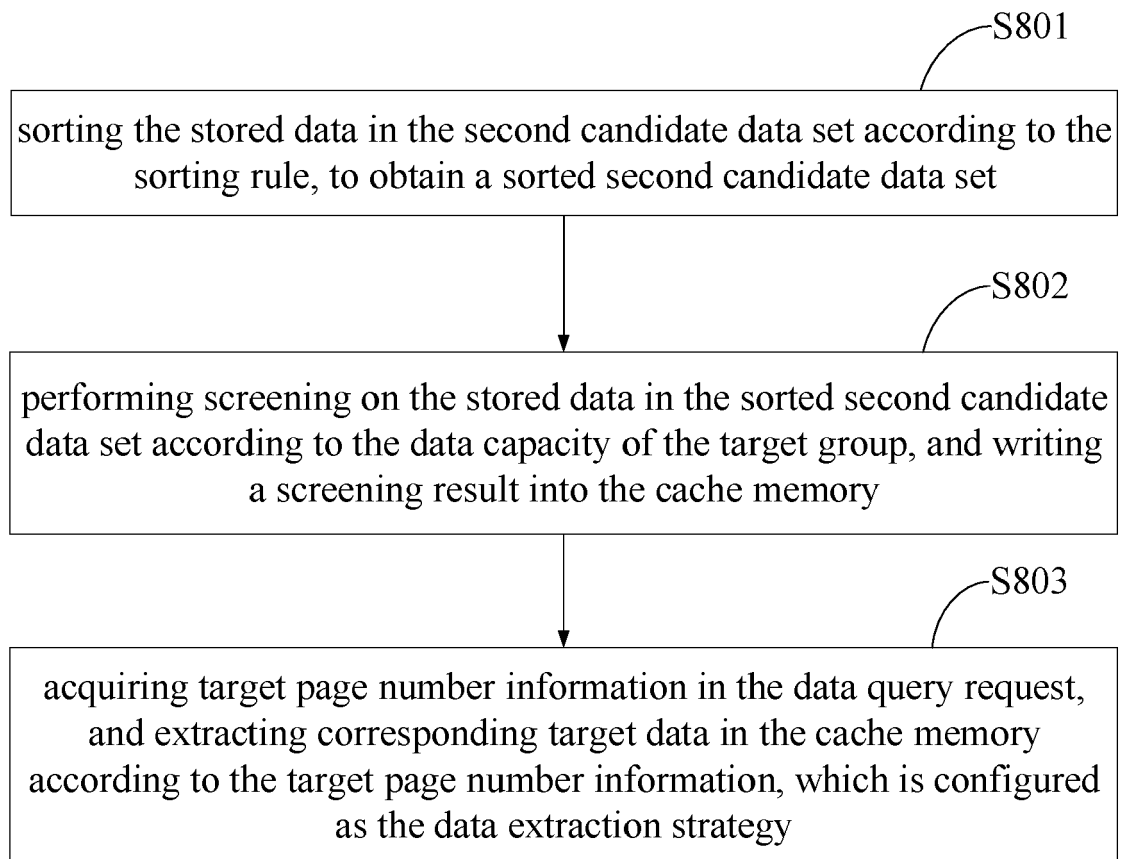 S801
sorting the stored data in the second candidate data set according to the
sorting rule, to obtain a sorted second candidate data set
S802
performing screening on the stored data in the sorted second candidate
data set according to the data capacity of the target group, and writing
a screening result into the cache memory
S803
acquiring target page number information in the data query request,
and extracting corresponding target data in the cache memory
according to the target page number information, which is configured
as the data extraction strategy